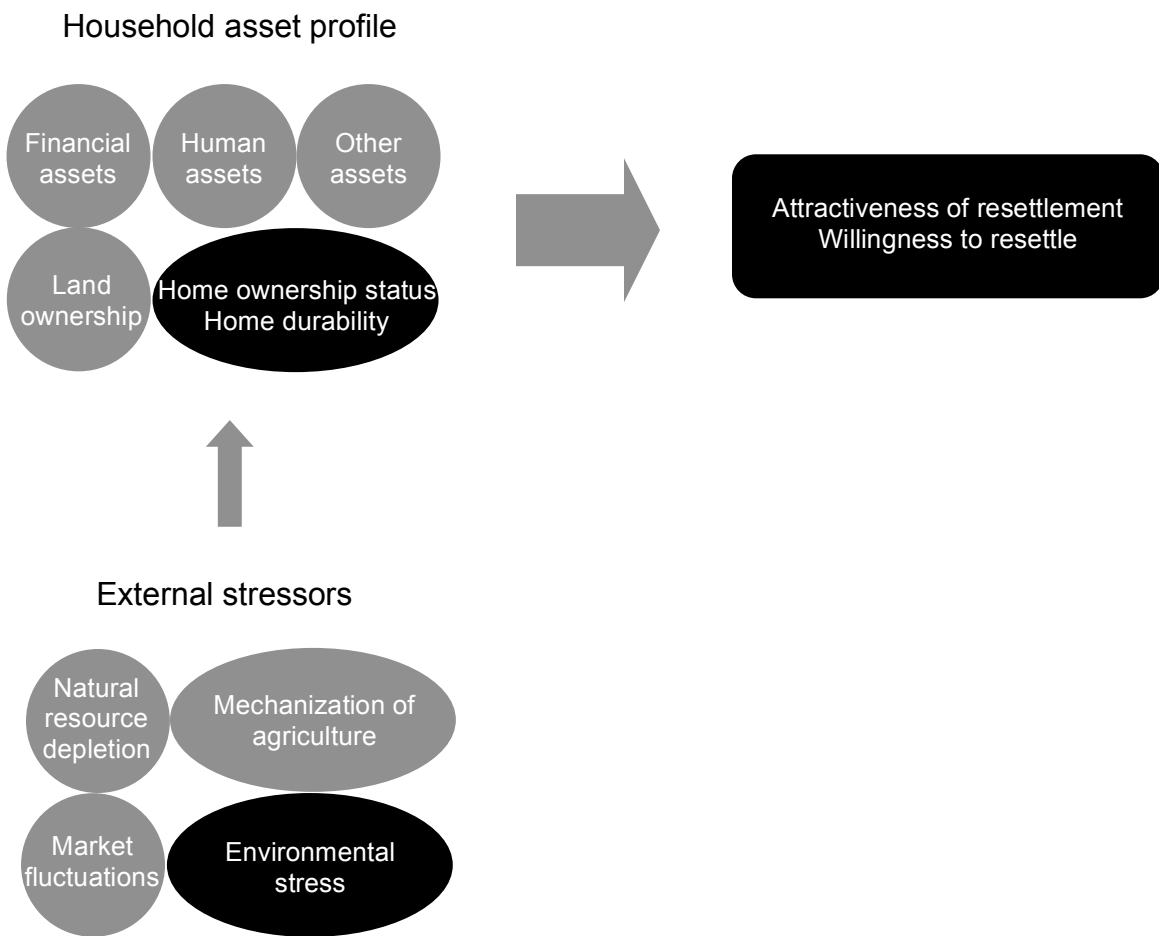 Household asset profile
Financial
assets
Human
assets
Other
assets
Land
ownership
Home ownership status
Home durability
Attractiveness of resettlement
Willingness to resettle
External stressors
Natural
resource
depletion
Mechanization of
agriculture
Market
fluctuations
Environmental
stress